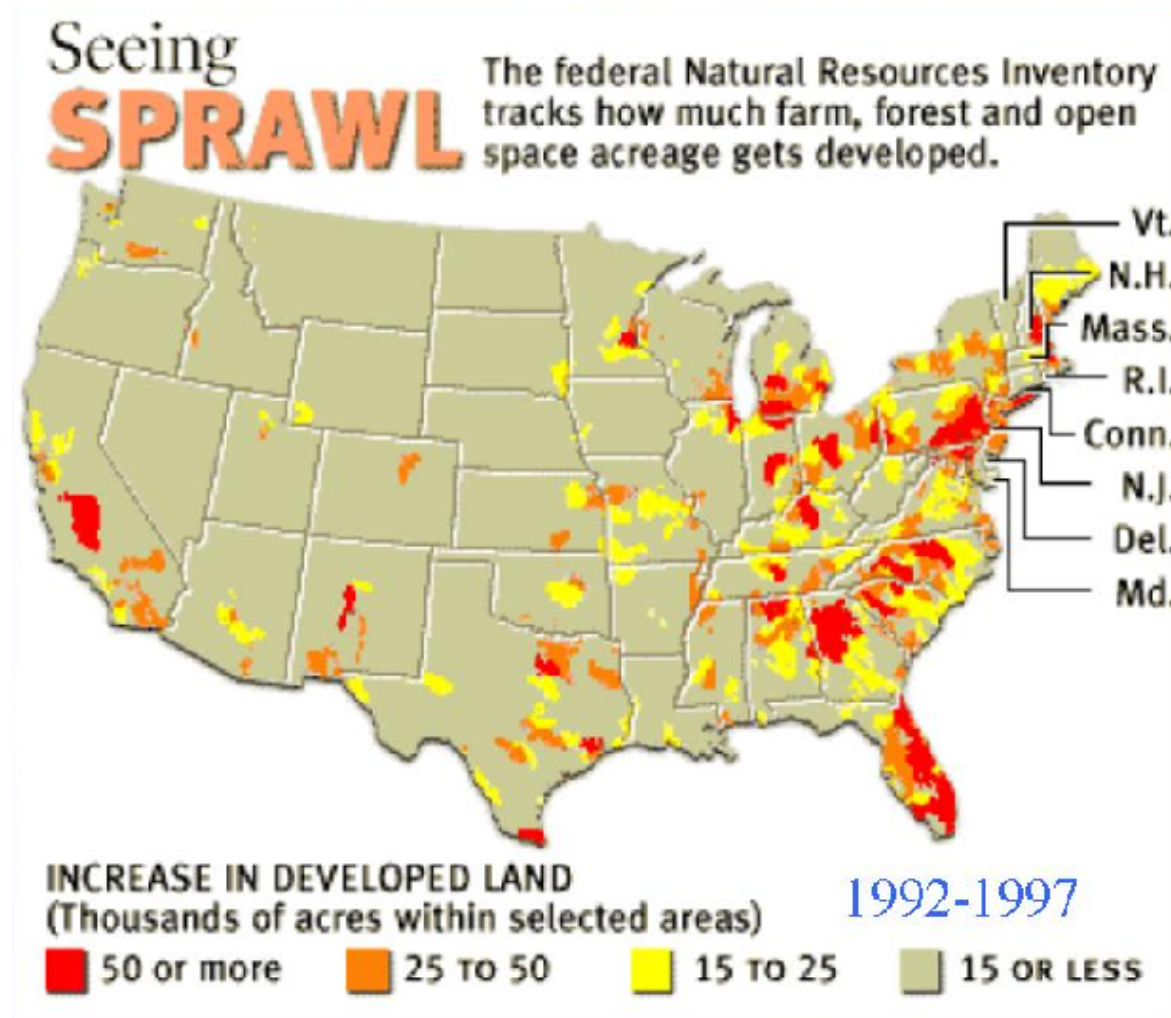 Seeing
SPRAWL
The federal Natural Resources Inventory
tracks how much farm, forest and open
space acreage gets developed.
Vt.
N.H.
Mass.
R.I.
Conn.
N.J.
Del.
Md.
INCREASE IN DEVELOPED LAND
(Thousands of acres within selected areas)
1992-1997
50 or more
25 TO 50
15 TO 25
15 OR LESS